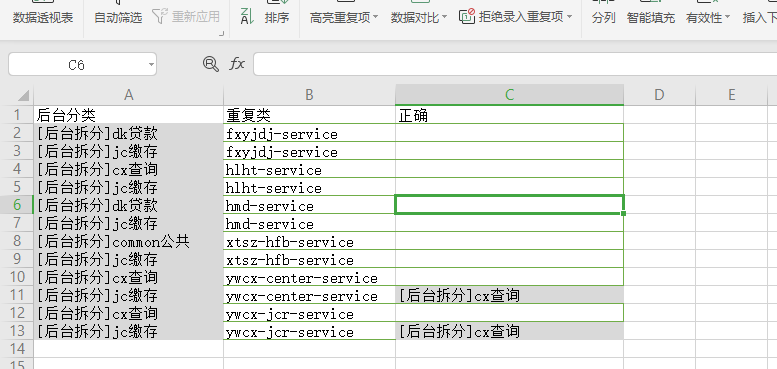 数据透视表 自动筛选 重新应用 排序 高亮重复项 数据对比 拒绝录入重复项 分列 智能填充 有效性 插入下
C6 fx
A B C D E
1 后台分类 重复类 正确
2 [后台拆分]dk贷款 fxyjdj-service
3 [后台拆分]jc缴存 fxyjdj-service
4 [后台拆分]cx查询 hlht-service
5 [后台拆分]jc缴存 hlht-service
6 [后台拆分]dk贷款 hmd-service
7 [后台拆分]jc缴存 hmd-service
8 [后台拆分]common公共 xtsz-hfb-service
9 [后台拆分]jc缴存 xtsz-hfb-service
10 [后台拆分]cx查询 ywcx-center-service
11 [后台拆分]jc缴存 ywcx-center-service [后台拆分]cx查询
12 [后台拆分]cx查询 ywcx-jcr-service
13 [后台拆分]jc缴存 ywcx-jcr-service [后台拆分]cx查询
14
15